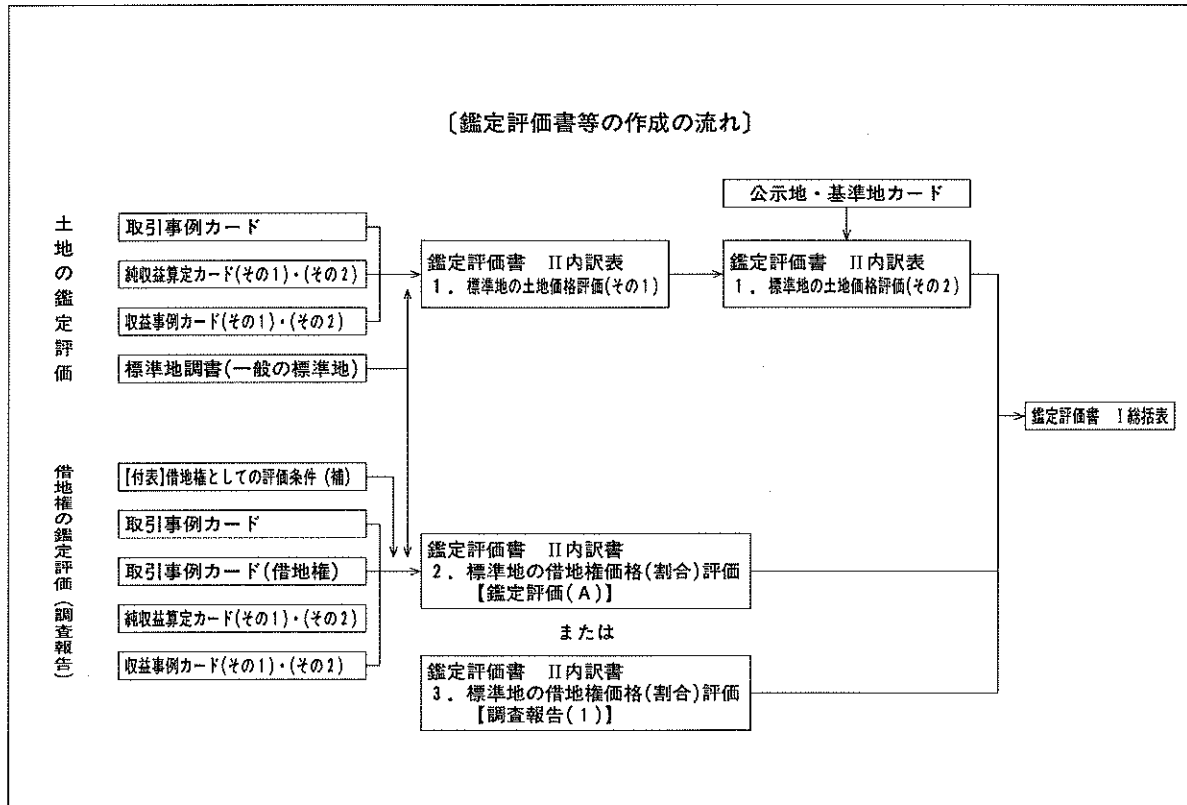 〔鑑定評価書等の作成の流れ〕
公示地・基準地カード
土地の鑑定評価
取引事例カード
純収益算定カード(その1)・(その2)
収益事例カード(その1)・(その2)
標準地調書(一般の標準地)
鑑定評価書 Ⅱ内訳表
1．標準地の土地価格評価(その1)
鑑定評価書 Ⅱ内訳表
1．標準地の土地価格評価(その2)
鑑定評価書 Ⅰ総括表
借地権の鑑定評価(調査報告)
[付表]借地権としての評価条件(補)
取引事例カード
取引事例カード(借地権)
純収益算定カード(その1)・(その2)
収益事例カード(その1)・(その2)
鑑定評価書 Ⅱ内訳書
2．標準地の借地権価格(割合)評価
【鑑定評価(A)】
または
鑑定評価書 Ⅱ内訳書
3．標準地の借地権価格(割合)評価
【調査報告(1)】